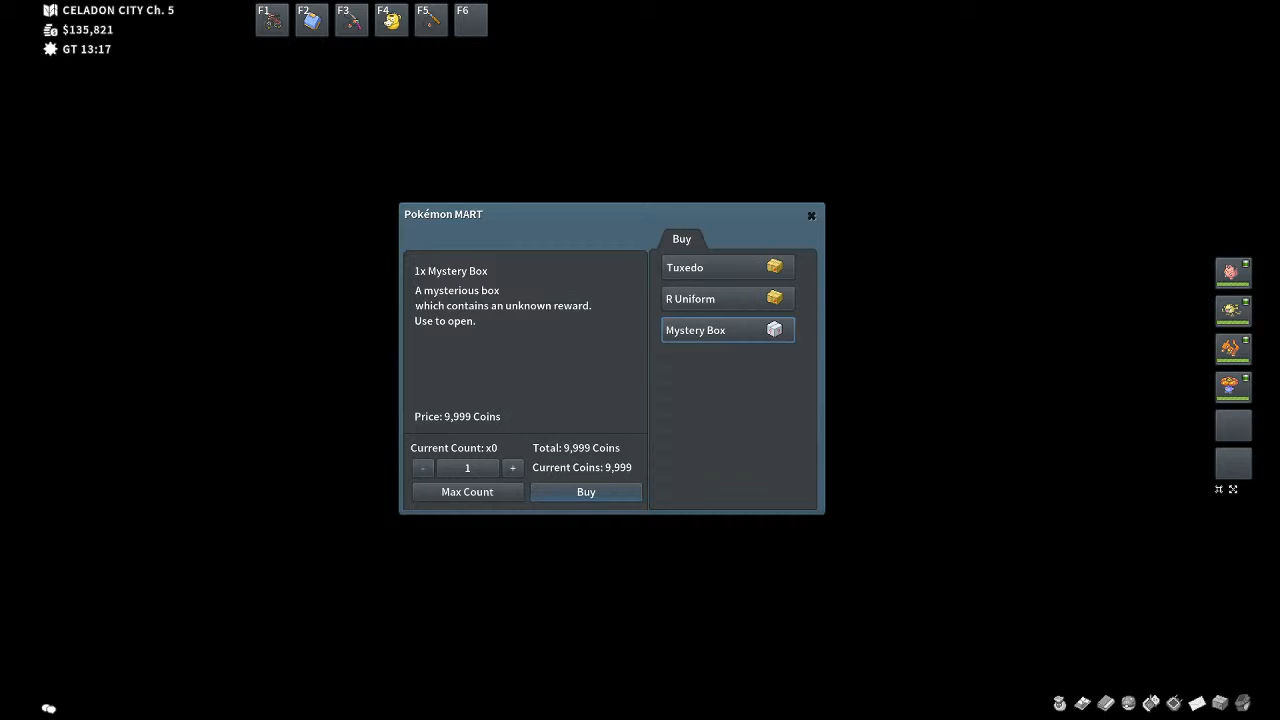 CELADON CITY Ch. 5
$135,821
GT 13:17
F1 F2 F3 F4 F5 F6
Pokémon MART
Buy
1x Mystery Box
A mysterious box
which contains an unknown reward.
Use to open.
Price: 9,999 Coins
Current Count: x0
Total: 9,999 Coins
- 1 +
Current Coins: 9,999
Max Count
Buy
Tuxedo
R Uniform
Mystery Box